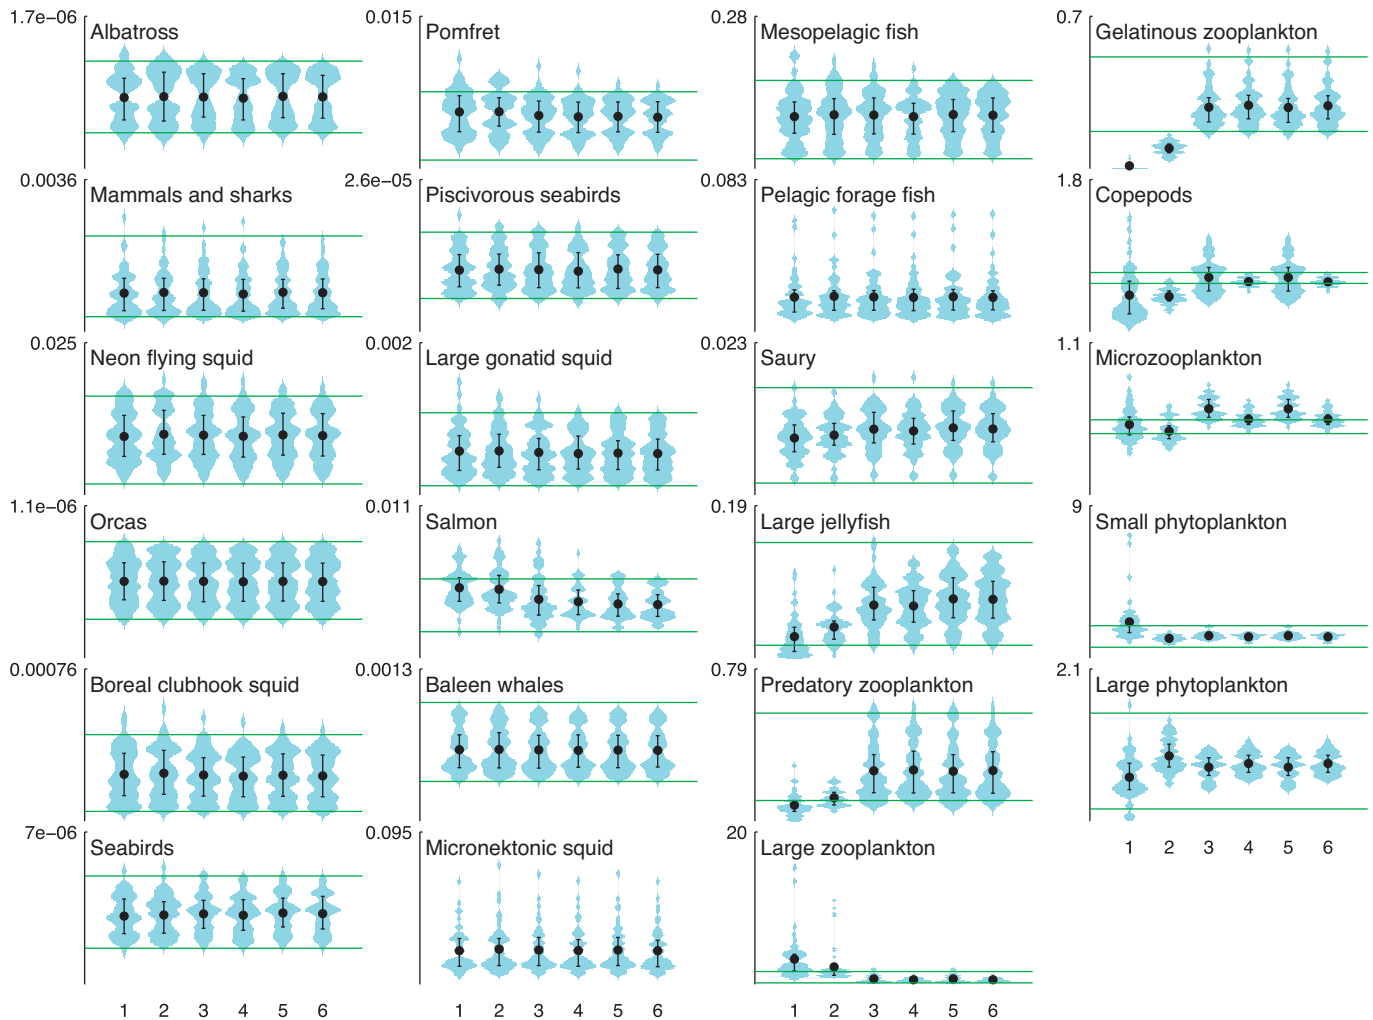 1.7e-06 Albatross
0.015 Pomfret
0.28 Mesopelagic fish
0.7 Gelatinous zooplankton
0.0036 Mammals and sharks
2.6e-05 Piscivorous seabirds
0.083 Pelagic forage fish
1.8 Copepods
0.025 Neon flying squid
0.002 Large gonatid squid
0.023 Saury
1.1 Microzooplankton
1.1e-06 Orcas
0.011 Salmon
0.19 Large jellyfish
9 Small phytoplankton
0.00076 Boreal clubhook squid
0.0013 Baleen whales
0.79 Predatory zooplankton
2.1 Large phytoplankton
1 2 3 4 5 6
7e-06 Seabirds
0.095 Micronektonic squid
20 Large zooplankton
1 2 3 4 5 6
1 2 3 4 5 6
1 2 3 4 5 6